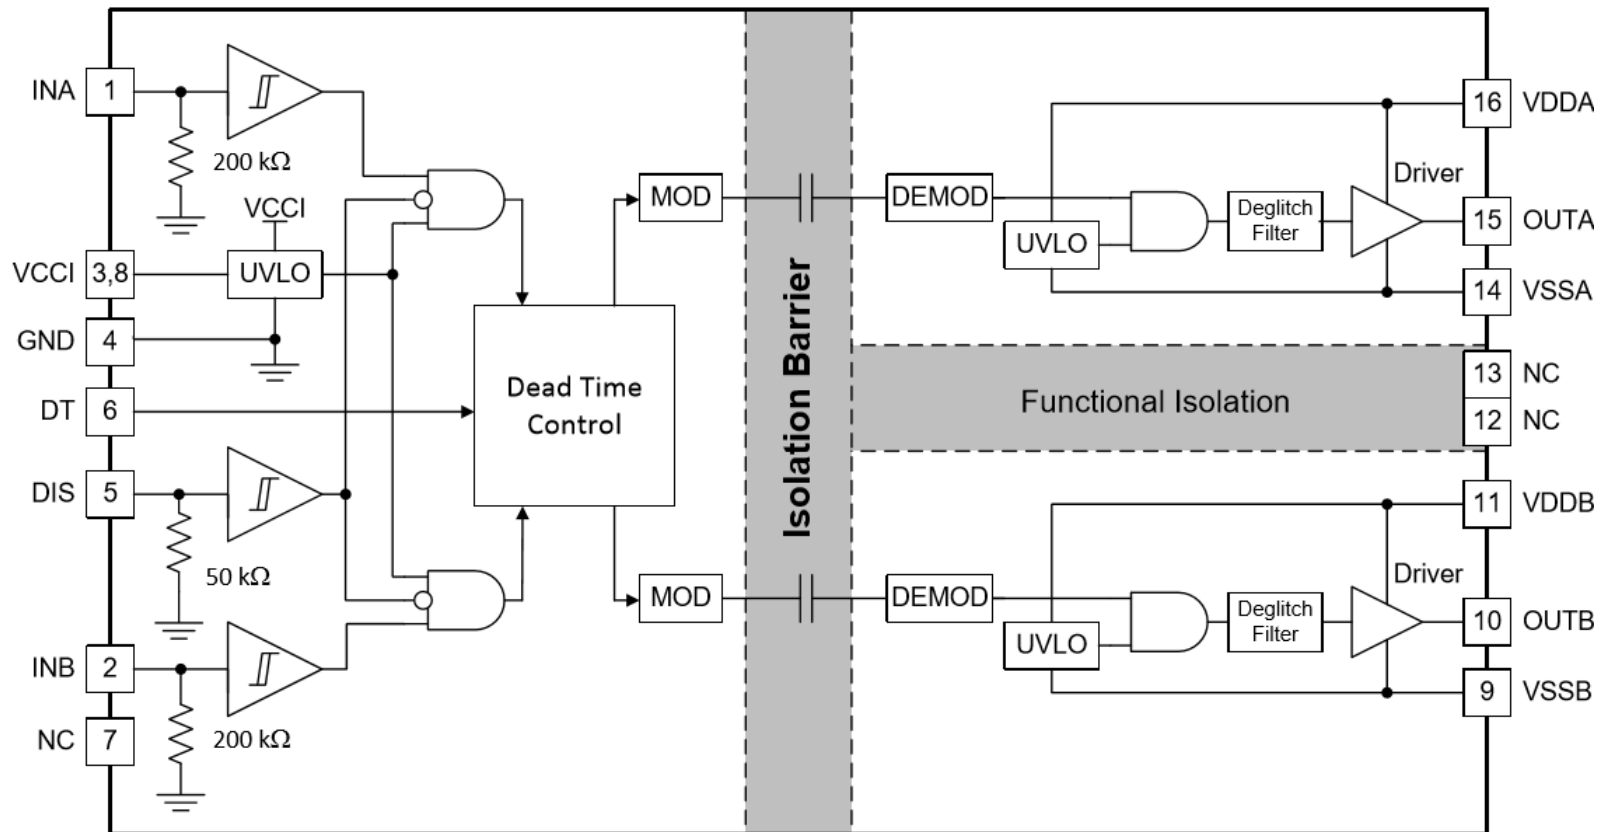 INA 1
200 kΩ
VCCI
VCCI 3,8 UVLO
GND 4
DT 6
DIS 5
50 kΩ
INB 2
200 kΩ
NC 7
Dead Time
Control
MOD
MOD
Isolation Barrier
DEMOD
UVLO
Deglitch
Filter
Driver
16 VDDA
15 OUTA
14 VSSA
Functional Isolation
13 NC
12 NC
DEMOD
UVLO
Deglitch
Filter
Driver
11 VDDB
10 OUTB
9 VSSB